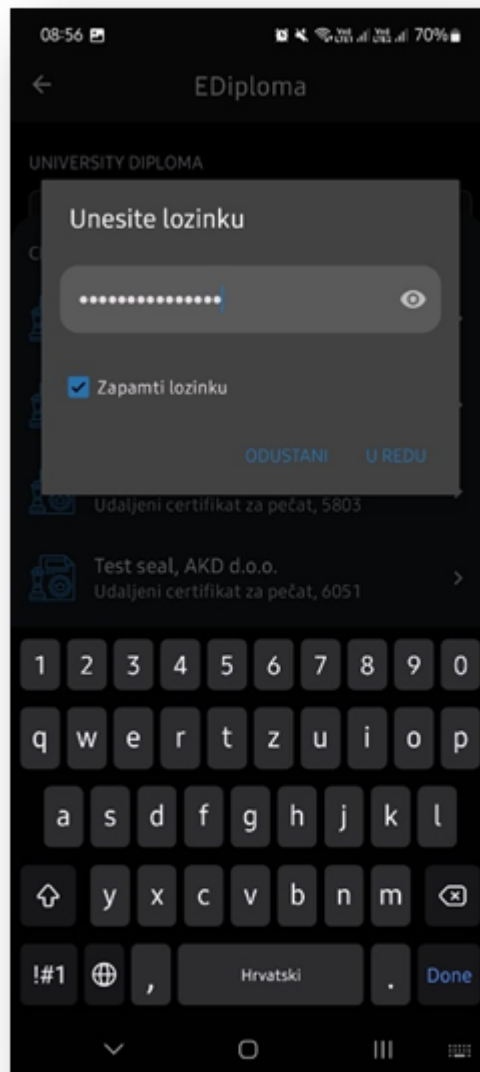 08:56 70%
EDiploma
UNIVERSITY DIPLOMA
Unesite lozinku
•••••••••••••••
Zapamti lozinku
ODUSTANI U REDU
Udaljeni certifikat za pečat, 5803
Test seal, AKD d.o.o.
Udaljeni certifikat za pečat, 6051
1 2 3 4 5 6 7 8 9 0
q w e r t z u i o p
a s d f g h j k l
y x c v b n m
!#1 , Hrvatski . Done